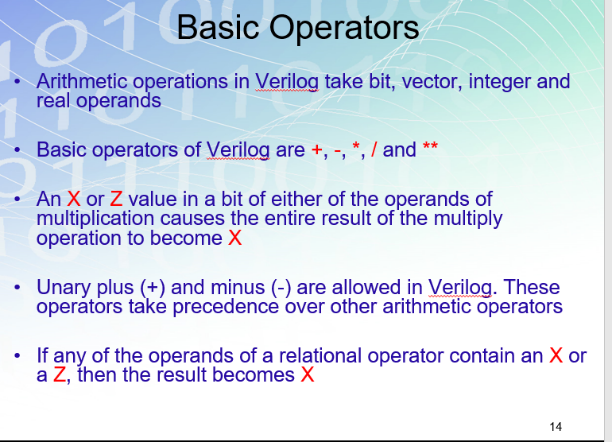 Basic Operators
• Arithmetic operations in Verilog take bit, vector, integer and
real operands
• Basic operators of Verilog are +, -, *, / and **
• An X or Z value in a bit of either of the operands of
multiplication causes the entire result of the multiply
operation to become X
• Unary plus (+) and minus (-) are allowed in Verilog. These
operators take precedence over other arithmetic operators
• If any of the operands of a relational operator contain an X or
a Z, then the result becomes X
14